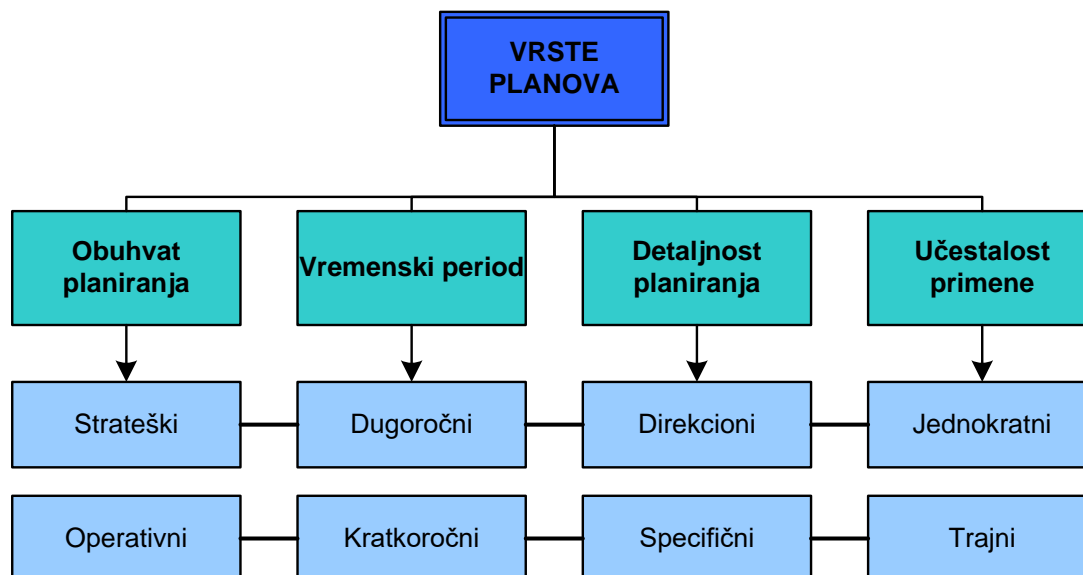 VRSTE
PLANOVA
Obuhvat
planiranja
Vremenski period
Detaljnost
planiranja
Učestalost
primene
Strateški
Dugoročni
Direkcioni
Jednokratni
Operativni
Kratkoročni
Specifični
Trajni